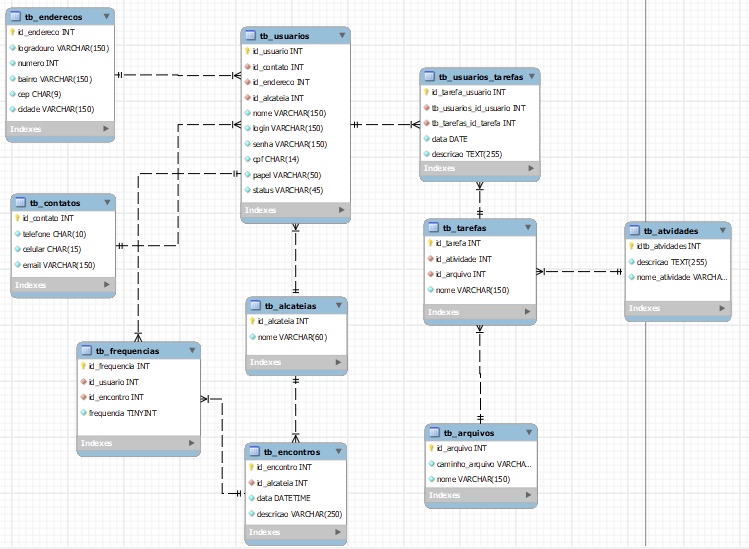 tb_enderecos
id_endereco INT
logradouro VARCHAR(150)
numero INT
bairro VARCHAR(150)
cep CHAR(9)
cidade VARCHAR(150)
Indexes
tb_usuarios
id_usuario INT
id_contato INT
id_endereco INT
id_alcateia INT
nome VARCHAR(150)
login VARCHAR(150)
senha VARCHAR(150)
cpf CHAR(14)
papel VARCHAR(50)
status VARCHAR(45)
Indexes
tb_usuarios_tarefas
id_tarefa_usuario INT
tb_usuarios_id_usuario INT
tb_tarefas_id_tarefa INT
data DATE
descricao TEXT(255)
Indexes
tb_contatos
id_contato INT
telefone CHAR(10)
celular CHAR(15)
email VARCHAR(150)
Indexes
tb_tarefas
id_tarefa INT
id_atividade INT
id_arquivo INT
nome VARCHAR(150)
Indexes
tb_atvidades
idtb_atvidades INT
descricao TEXT(255)
nome_atividade VARCHA...
Indexes
tb_alcateias
id_alcateia INT
nome VARCHAR(60)
Indexes
tb_frequencias
id_frequencia INT
id_usuario INT
id_encontro INT
frequencia TINYINT
Indexes
tb_encontros
id_encontro INT
id_alcateia INT
data DATETIME
descricao VARCHAR(250)
Indexes
tb_arquivos
id_arquivo INT
caminho_arquivo VARCHA...
nome VARCHAR(150)
Indexes